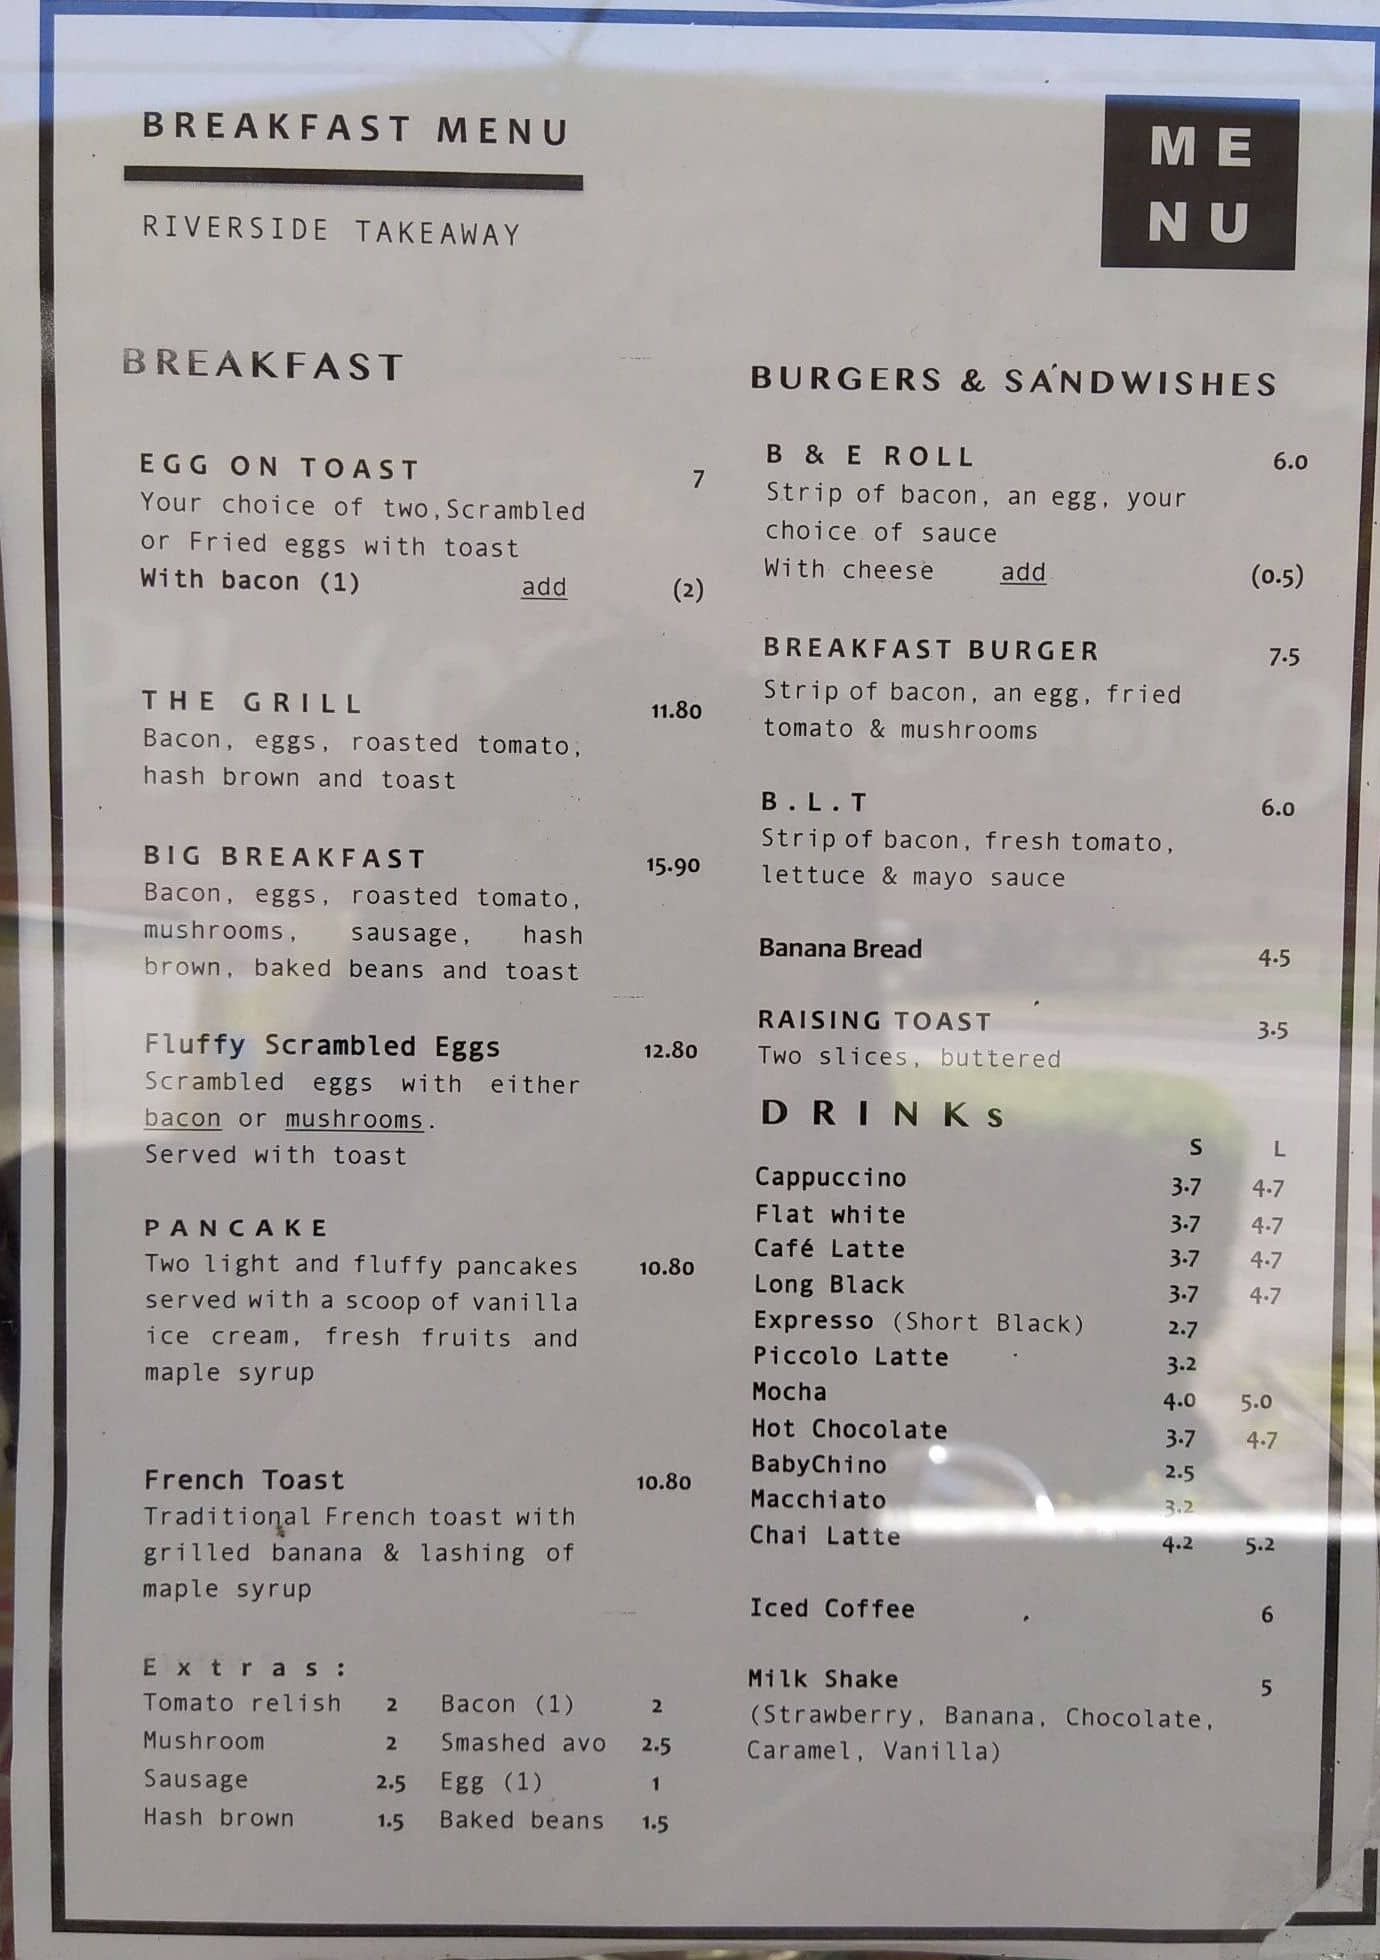 BREAKFAST MENU
RIVERSIDE TAKEAWAY
ME
NU
BREAKFAST
EGG ON TOAST 7
Your choice of two,Scrambled
or Fried eggs with toast
With bacon (1) add (2)
THE GRILL 11.80
Bacon, eggs, roasted tomato,
hash brown and toast
BIG BREAKFAST 15.90
Bacon, eggs, roasted tomato,
mushrooms, sausage, hash
brown, baked beans and toast
Fluffy Scrambled Eggs 12.80
Scrambled eggs with either
bacon or mushrooms.
Served with toast
PANCAKE
Two light and fluffy pancakes 10.80
served with a scoop of vanilla
ice cream, fresh fruits and
maple syrup
French Toast 10.80
Traditional French toast with
grilled banana & lashing of
maple syrup
Extras:
Tomato relish 2 Bacon (1) 2
Mushroom 2 Smashed avo 2.5
Sausage 2.5 Egg (1) 1
Hash brown 1.5 Baked beans 1.5
BURGERS & SANDWISHES
B & E ROLL 6.0
Strip of bacon, an egg, your
choice of sauce
With cheese add (0.5)
BREAKFAST BURGER 7.5
Strip of bacon, an egg, fried
tomato & mushrooms
B.L.T 6.0
Strip of bacon, fresh tomato,
lettuce & mayo sauce
Banana Bread 4.5
RAISING TOAST 3.5
Two slices, buttered
DRINKs
S L
Cappuccino 3.7 4.7
Flat white 3.7 4.7
Café Latte 3.7 4.7
Long Black 3.7 4.7
Expresso (Short Black) 2.7
Piccolo Latte 3.2
Mocha 4.0 5.0
Hot Chocolate 3.7 4.7
BabyChino 2.5
Macchiato 3.2
Chai Latte 4.2 5.2
Iced Coffee 6
Milk Shake 5
(Strawberry, Banana, Chocolate,
Caramel, Vanilla)